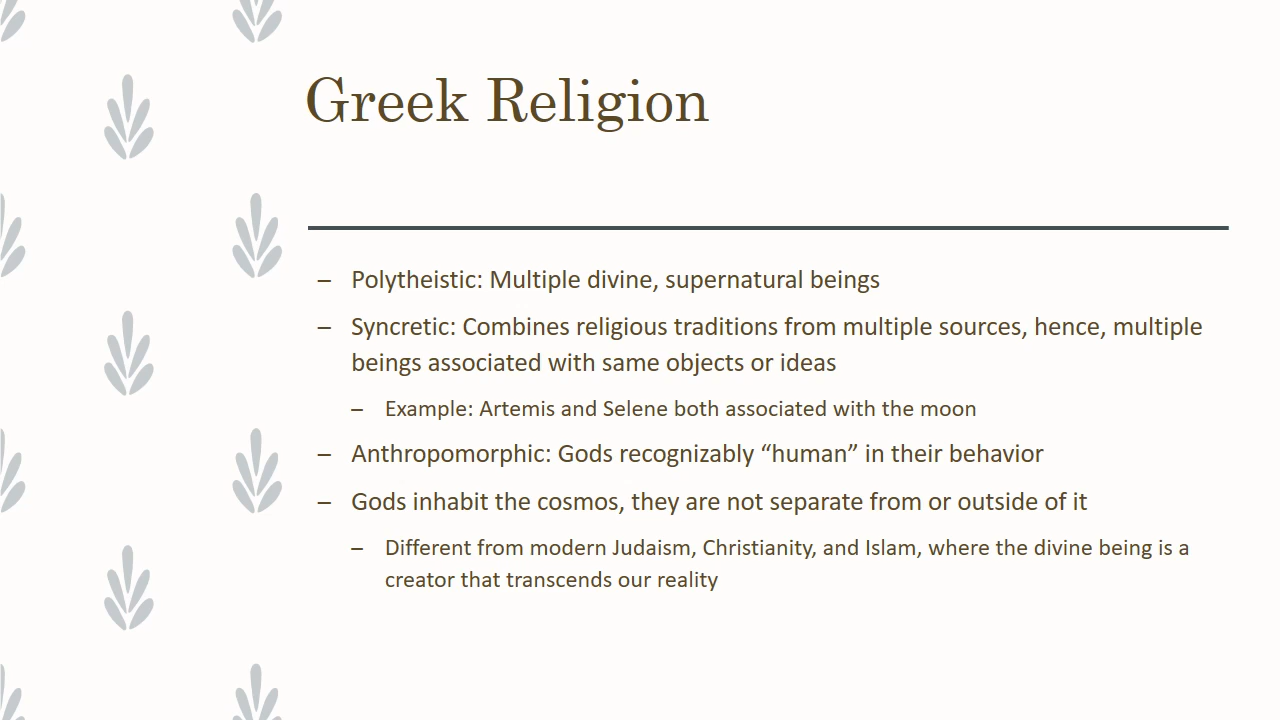 Greek Religion
– Polytheistic: Multiple divine, supernatural beings
– Syncretic: Combines religious traditions from multiple sources, hence, multiple
beings associated with same objects or ideas
– Example: Artemis and Selene both associated with the moon
– Anthropomorphic: Gods recognizably “human” in their behavior
– Gods inhabit the cosmos, they are not separate from or outside of it
– Different from modern Judaism, Christianity, and Islam, where the divine being is a
creator that transcends our reality